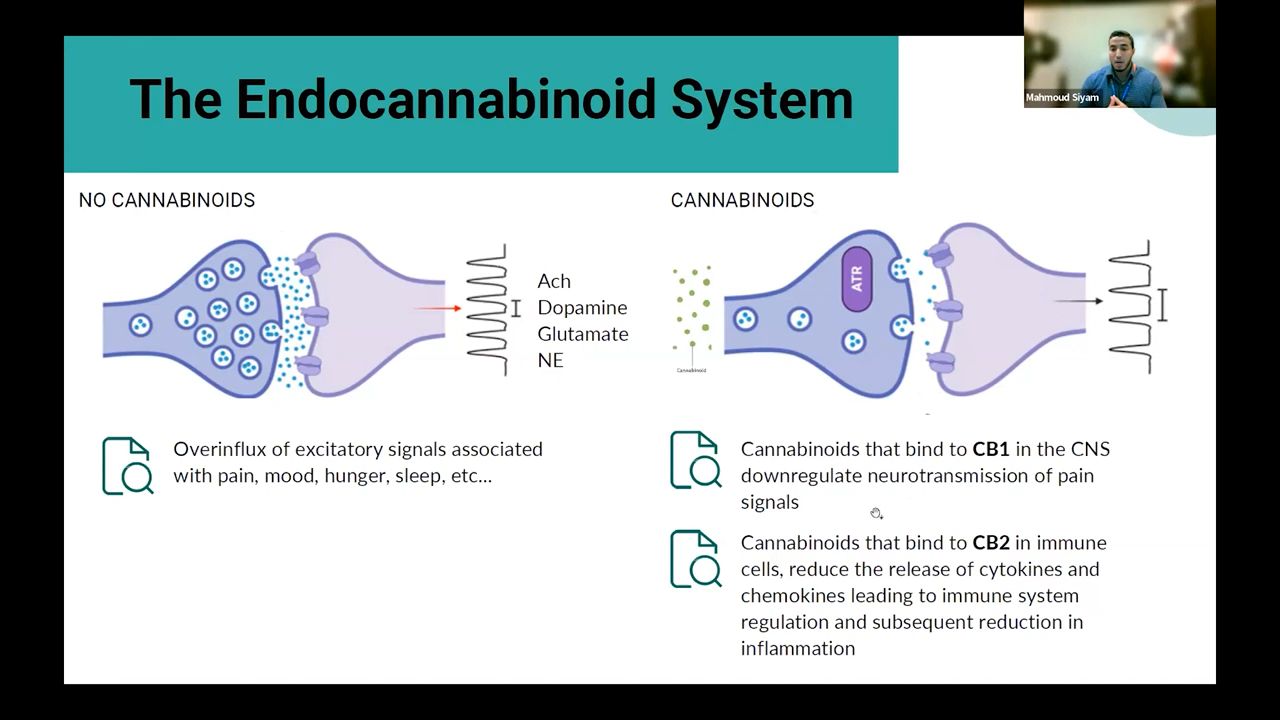 The Endocannabinoid System
Mahmoud Siyam
NO CANNABINOIDS
CANNABINOIDS
Ach
Dopamine
Glutamate
NE
ATR
Cannabinoid
Overinflux of excitatory signals associated
with pain, mood, hunger, sleep, etc...
Cannabinoids that bind to CB1 in the CNS
downregulate neurotransmission of pain
signals
Cannabinoids that bind to CB2 in immune
cells, reduce the release of cytokines and
chemokines leading to immune system
regulation and subsequent reduction in
inflammation